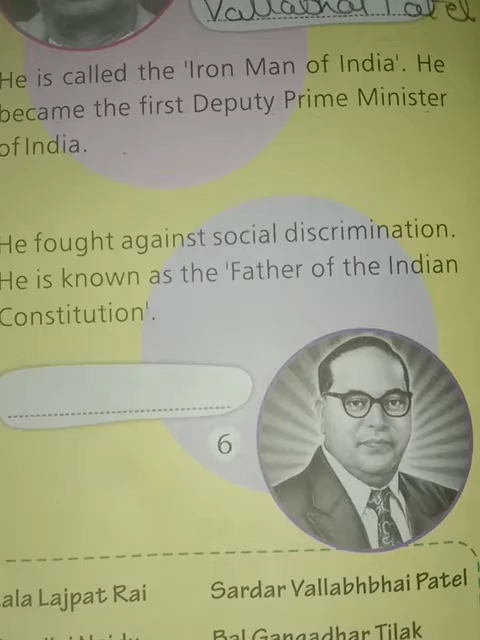 Vallabhai Patel
He is called the 'Iron Man of India'. He
became the first Deputy Prime Minister
of India.
He fought against social discrimination.
He is known as the 'Father of the Indian
Constitution'.
6
ala Lajpat Rai Sardar Vallabhbhai Patel
Bal Gangadhar Tilak